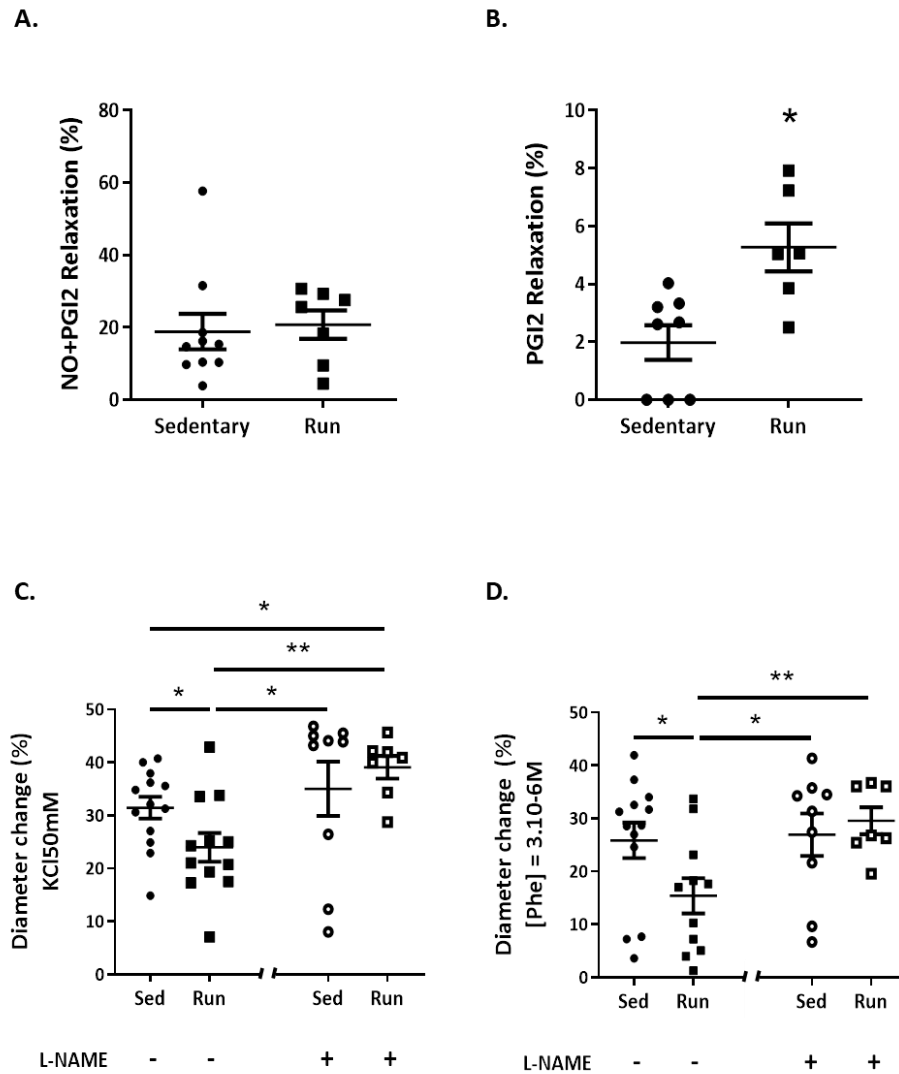 A.
NO+PGI2 Relaxation (%)
80
60
40
20
0
Sedentary Run
B.
PGI2 Relaxation (%)
10
8
6
4
2
0
*
Sedentary Run
C.
Diameter change (%)
KCl50mM
*
**
* *
50
40
30
20
10
0
Sed Run Sed Run
L-NAME - - + +
D.
Diameter change (%)
[Phe] = 3.10-6M
**
* *
50
40
30
20
10
0
Sed Run Sed Run
L-NAME - - + +